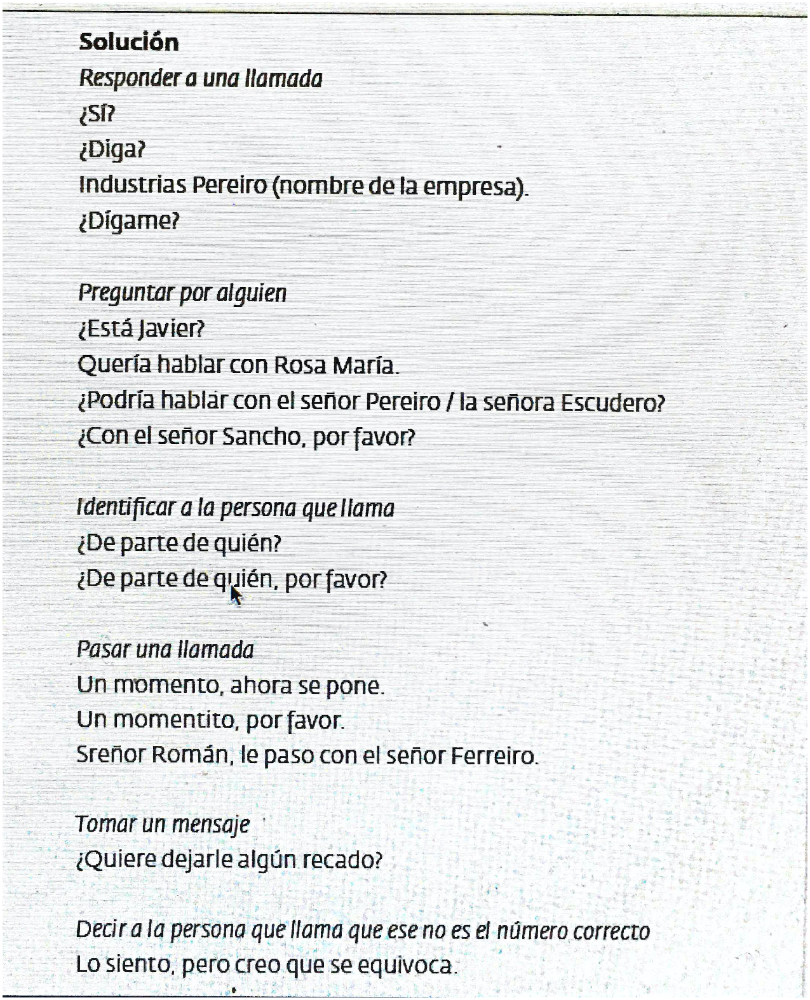 Solución
Responder a una llamada
¿Sí?
¿Diga?
Industrias Pereiro (nombre de la empresa).
¿Dígame?
Preguntar por alguien
¿Está Javier?
Quería hablar con Rosa María.
¿Podría hablar con el señor Pereiro / la señora Escudero?
¿Con el señor Sancho, por favor?
Identificar a la persona que llama
¿De parte de quién?
¿De parte de quién, por favor?
Pasar una llamada
Un momento, ahora se pone.
Un momentito, por favor.
Sreñor Román, le paso con el señor Ferreiro.
Tomar un mensaje
¿Quiere dejarle algún recado?
Decir a la persona que llama que ese no es el número correcto
Lo siento, pero creo que se equivoca.